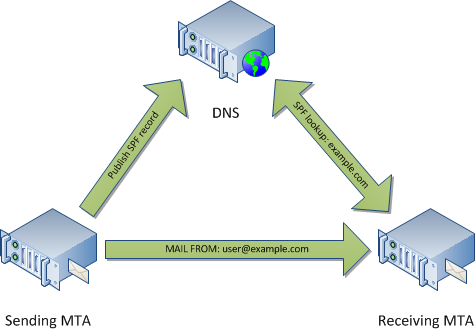 DNS
Publish SPF record
SPF lookup: example.com
MAIL FROM: user@example.com
Sending MTA
Receiving MTA